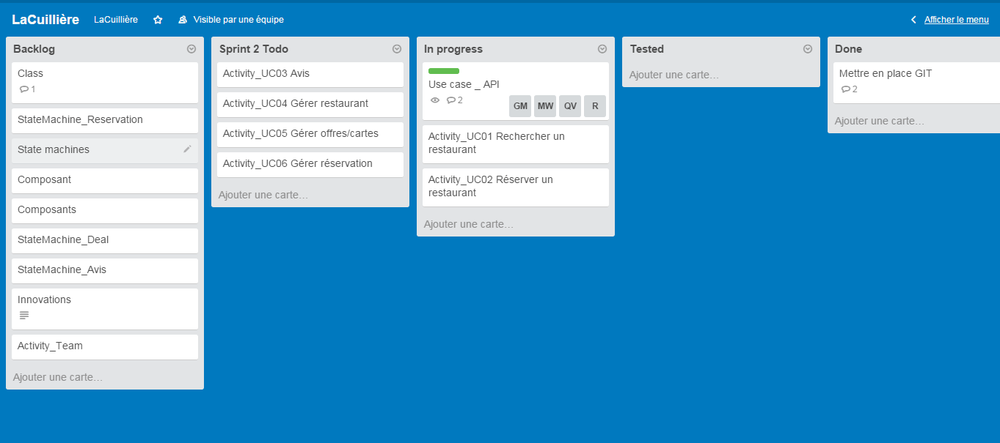 LaCuillière LaCuillière Visible par une équipe Afficher le menu
Backlog
Class
1
StateMachine_Reservation
State machines
Composant
Composants
StateMachine_Deal
StateMachine_Avis
Innovations
Activity_Team
Ajouter une carte…
Sprint 2 Todo
Activity_UC03 Avis
Activity_UC04 Gérer restaurant
Activity_UC05 Gérer offres/cartes
Activity_UC06 Gérer réservation
Ajouter une carte…
In progress
Use case _ API
2
GM MW QV R
Activity_UC01 Rechercher un
restaurant
Activity_UC02 Réserver un
restaurant
Ajouter une carte…
Tested
Ajouter une carte…
Done
Mettre en place GIT
2
Ajouter une carte…